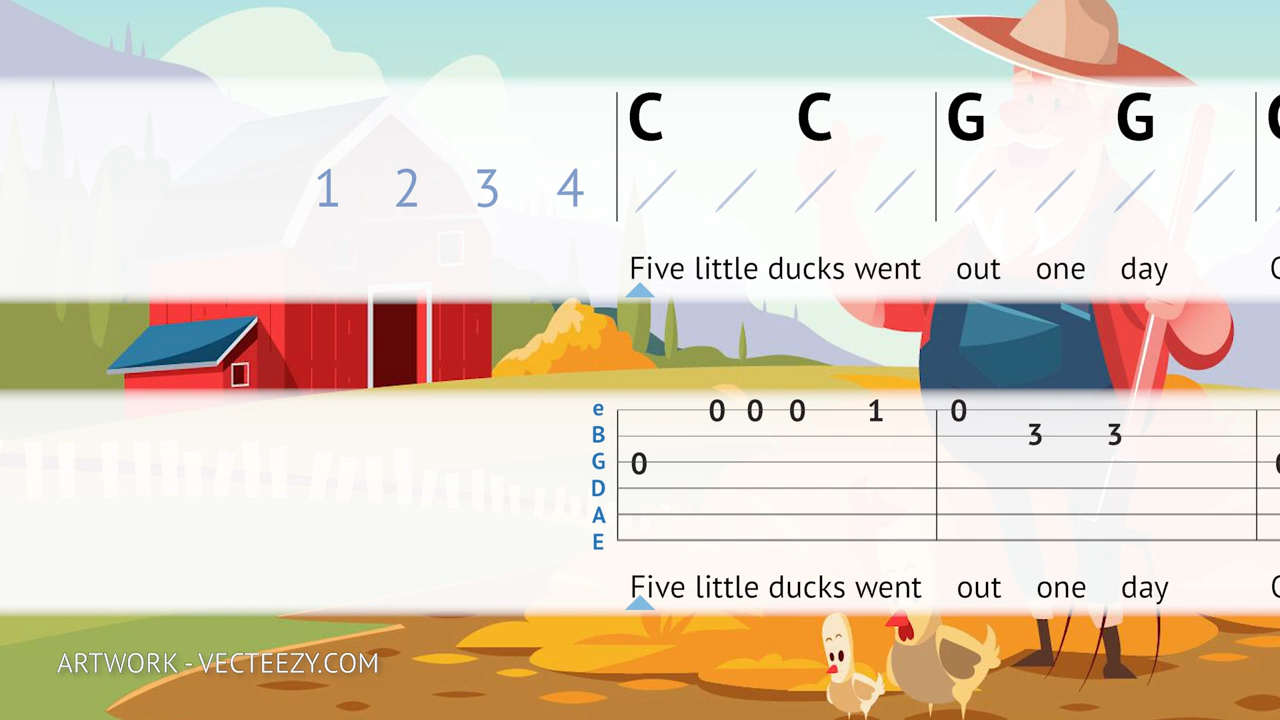 C C G G C
1 2 3 4
Five little ducks went out one day
e 0 0 0 1 0
B 3 3
G 0
D
A
E
Five little ducks went out one day
ARTWORK - VECTEEZY.COM